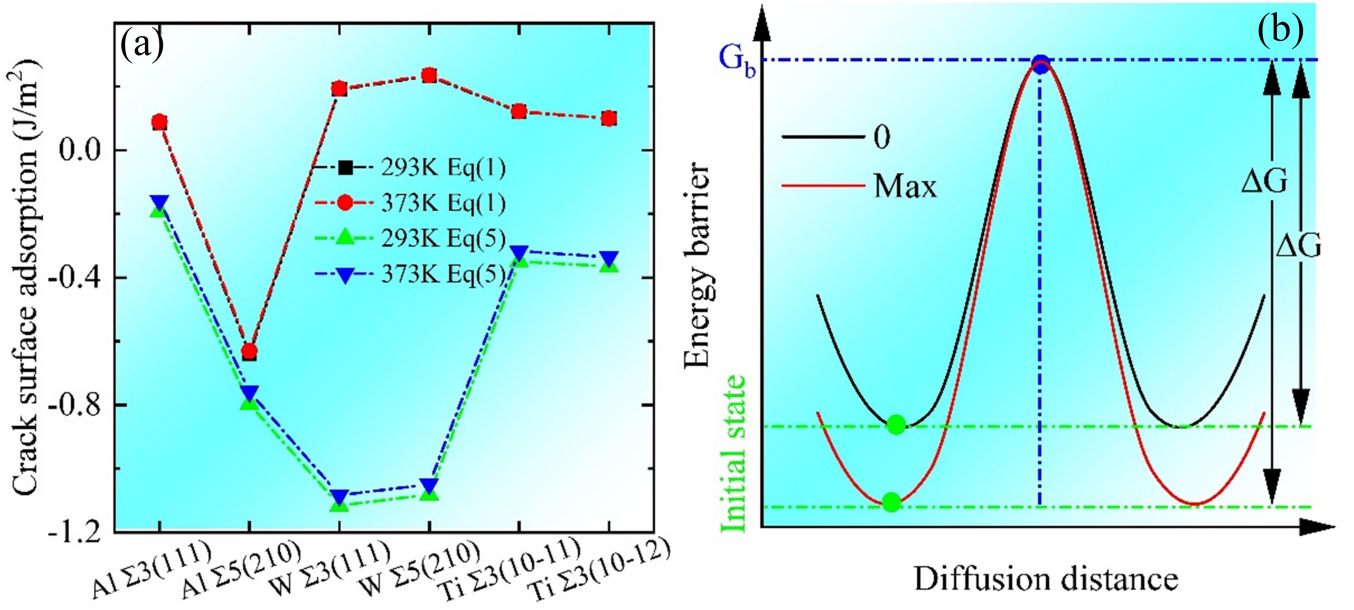 (a)
Crack surface adsorption (J/m²)
0.0
-0.4
-0.8
-1.2
293K Eq(1)
373K Eq(1)
293K Eq(5)
373K Eq(5)
Al Σ3(111)
Al Σ5(210)
W Σ3(111)
W Σ5(210)
Ti Σ3(10-11)
Ti Σ3(10-12)
(b)
Gb
0
Max
ΔG
ΔG
Energy barrier
Initial state
Diffusion distance